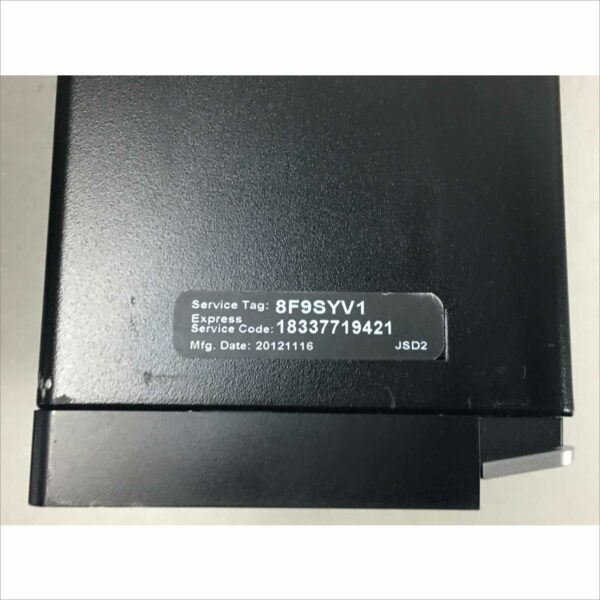 Service Tag: 8F9SYV1
Express
Service Code: 18337719421
Mfg. Date: 20121116 JSD2